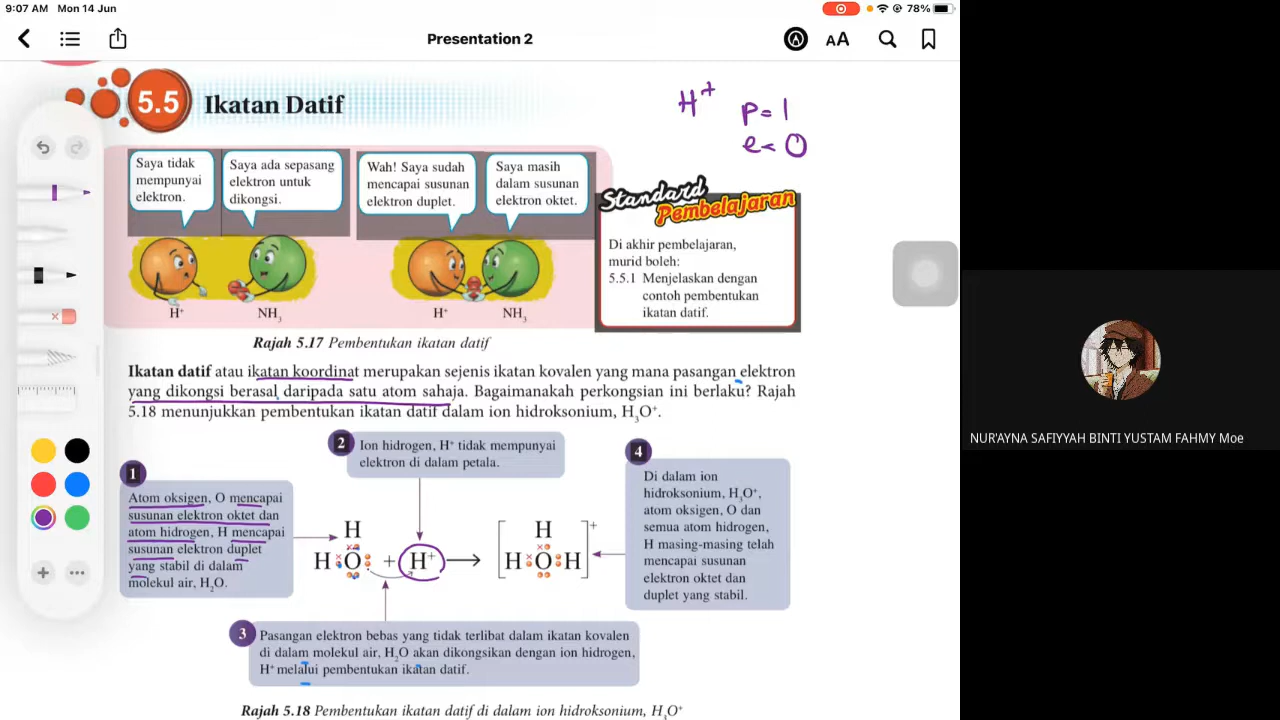 9:07 AM Mon 14 Jun
78%
Presentation 2
AA
5.5 Ikatan Datif
H⁺ p=1
e= 0
Saya tidak
mempunyai
elektron.
Saya ada sepasang
elektron untuk
dikongsi.
Wah! Saya sudah
mencapai susunan
elektron duplet.
Saya masih
dalam susunan
elektron oktet.
H⁺
NH₃
H⁺
NH₃
Standard
Pembelajaran
Di akhir pembelajaran,
murid boleh:
5.5.1 Menjelaskan dengan
contoh pembentukan
ikatan datif.
Rajah 5.17 Pembentukan ikatan datif
Ikatan datif atau ikatan koordinat merupakan sejenis ikatan kovalen yang mana pasangan elektron
yang dikongsi berasal daripada satu atom sahaja. Bagaimanakah perkongsian ini berlaku? Rajah
5.18 menunjukkan pembentukan ikatan datif dalam ion hidroksonium, H₃O⁺.
1
Atom oksigen, O mencapai
susunan elektron oktet dan
atom hidrogen, H mencapai
susunan elektron duplet
yang stabil di dalam
molekul air, H₂O.
2
Ion hidrogen, H⁺ tidak mempunyai
elektron di dalam petala.
H
H O + H⁺ →
H
[H O H]⁺
4
Di dalam ion
hidroksonium, H₃O⁺,
atom oksigen, O dan
semua atom hidrogen,
H masing-masing telah
mencapai susunan
elektron oktet dan
duplet yang stabil.
3
Pasangan elektron bebas yang tidak terlibat dalam ikatan kovalen
di dalam molekul air, H₂O akan dikongsikan dengan ion hidrogen,
H⁺ melalui pembentukan ikatan datif.
Rajah 5.18 Pembentukan ikatan datif di dalam ion hidroksonium, H₃O⁺
NUR'AYNA SAFIYYAH BINTI YUSTAM FAHMY Moe